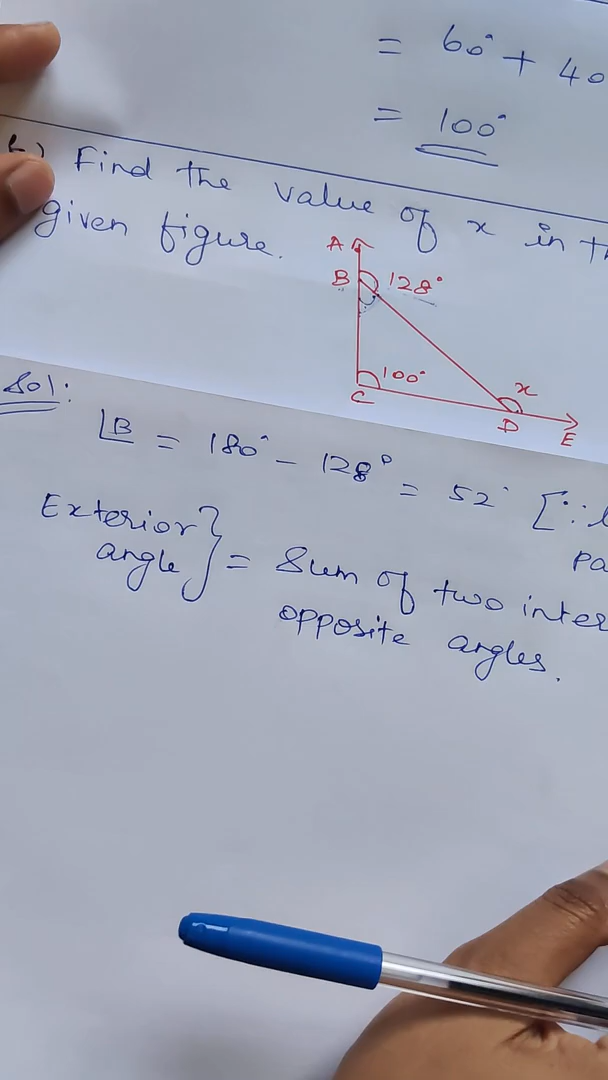 = 60° + 40
= 100°
Find the value of x in
given figure.
A
B 128°
100°
x
C
D
E
Sol:
∠B = 180° - 128° = 52° [∵
Exterior } = Sum of two
angle
opposite angles.